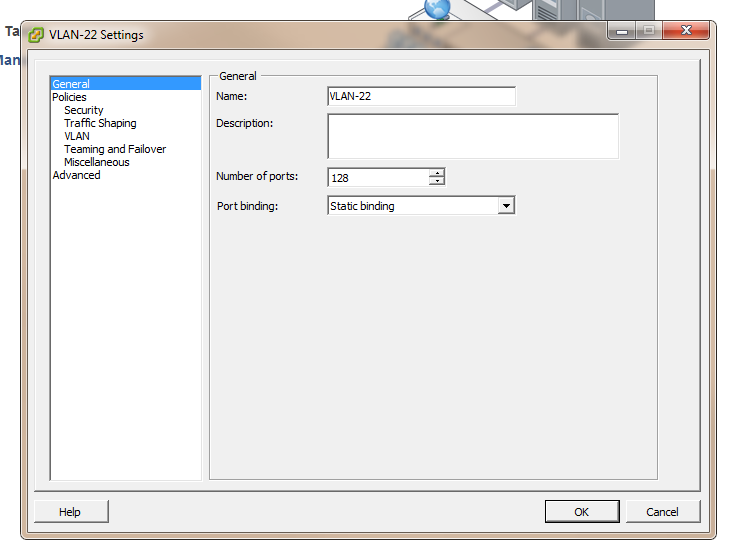 Ta
VLAN-22 Settings
General
Policies
Security
Traffic Shaping
VLAN
Teaming and Failover
Miscellaneous
Advanced
General
Name:
VLAN-22
Description:
Number of ports:
128
Port binding:
Static binding
Help
OK
Cancel